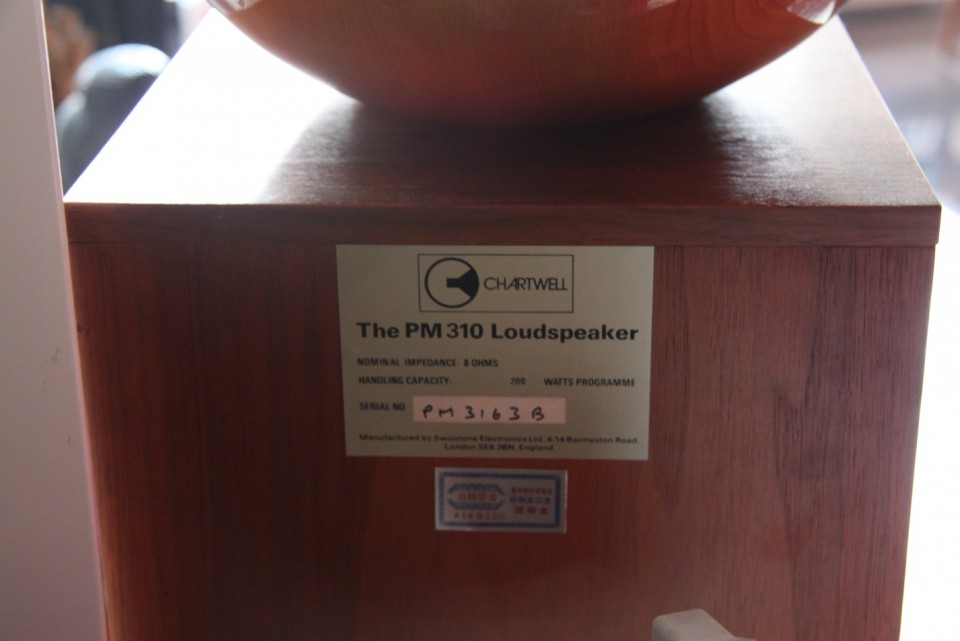 CHARTWELL
The PM 310 Loudspeaker
NOMINAL IMPEDANCE: 8 OHMS
HANDLING CAPACITY: 200 WATTS PROGRAMME
SERIAL NO. PM 3163 B
Manufactured by Swisstone Electronics Ltd. 4/14 Barmeston Road,
London SE6 3BN, England